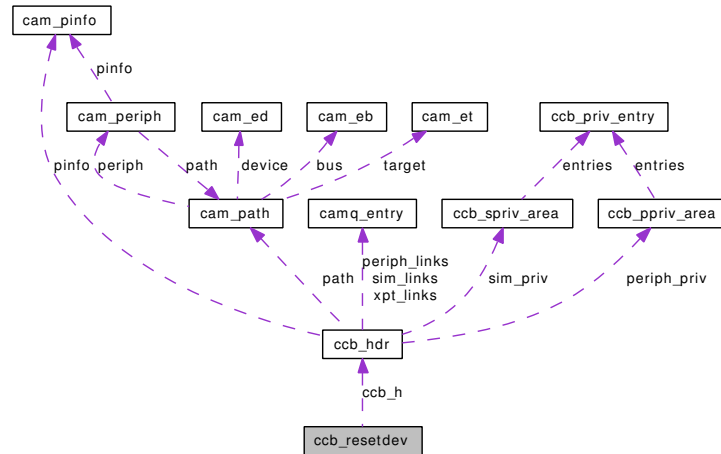 cam_pinfo
pinfo
cam_periph
cam_ed
cam_eb
cam_et
ccb_priv_entry
pinfo
periph
path
device
bus
target
entries
entries
cam_path
camq_entry
ccb_spriv_area
ccb_ppriv_area
path
periph_links
sim_links
xpt_links
sim_priv
periph_priv
ccb_hdr
ccb_h
ccb_resetdev